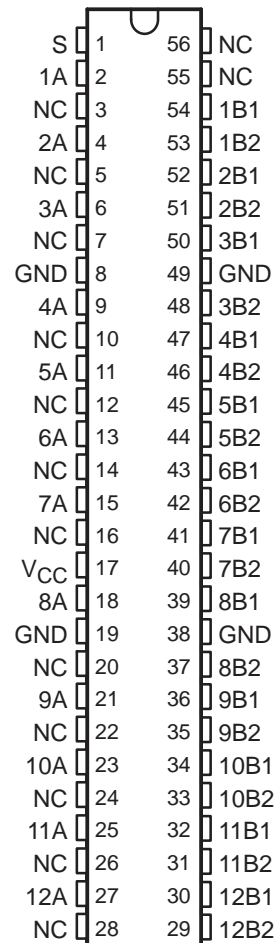 S 1 56 NC
1A 2 55 NC
NC 3 54 1B1
2A 4 53 1B2
NC 5 52 2B1
3A 6 51 2B2
NC 7 50 3B1
GND 8 49 GND
4A 9 48 3B2
NC 10 47 4B1
5A 11 46 4B2
NC 12 45 5B1
6A 13 44 5B2
NC 14 43 6B1
7A 15 42 6B2
NC 16 41 7B1
VCC 17 40 7B2
8A 18 39 8B1
GND 19 38 GND
NC 20 37 8B2
9A 21 36 9B1
NC 22 35 9B2
10A 23 34 10B1
NC 24 33 10B2
11A 25 32 11B1
NC 26 31 11B2
12A 27 30 12B1
NC 28 29 12B2